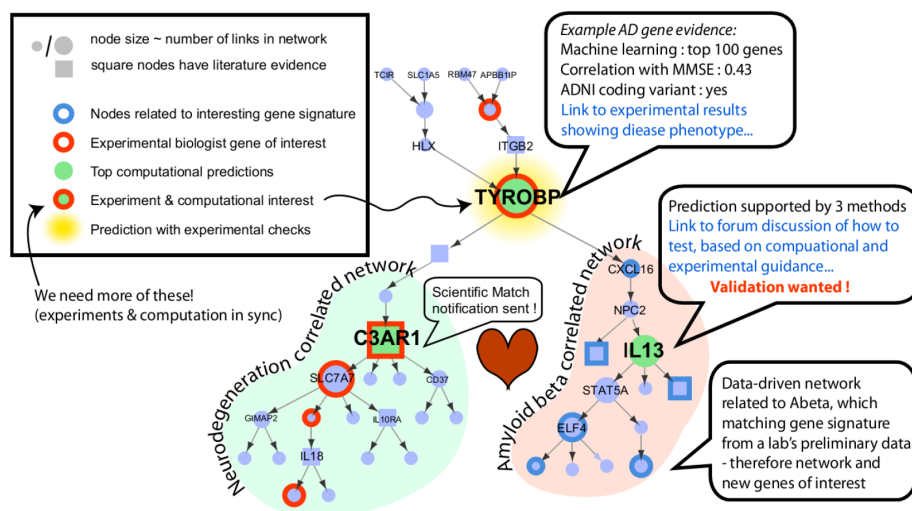 node size ~ number of links in network
square nodes have literature evidence
Nodes related to interesting gene signature
Experimental biologist gene of interest
Top computational predictions
Experiment & computational interest
Prediction with experimental checks
We need more of these!
(experiments & computation in sync)
Example AD gene evidence:
Machine learning : top 100 genes
Correlation with MMSE : 0.43
ADNI coding variant : yes
Link to experimental results
showing diease phenotype...
TCIR
SLC1A5
RBM47
APBB1IP
HLX
ITGB2
TYROBP
Prediction supported by 3 methods
Link to forum discussion of how to
test, based on compuational and
experimental guidance...
Validation wanted !
Neurodegeneration correlated network
Scientific Match
notification sent !
C3AR1
SLC7A7
CD37
GIMAP2
IL10RA
IL18
Amyloid beta correlated network
CXCL16
NPC2
IL13
STAT5A
ELF4
Data-driven network
related to Abeta, which
matching gene signature
from a lab's preliminary data
- therefore network and
new genes of interest